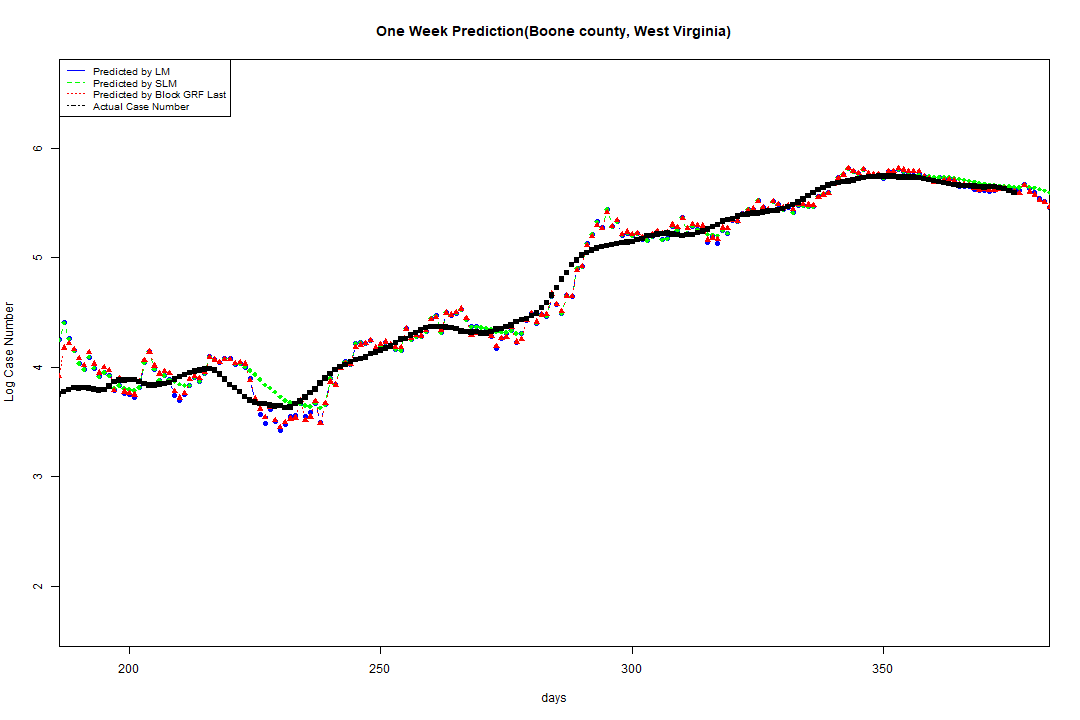 One Week Prediction(Boone county, West Virginia)
Predicted by LM
Predicted by SLM
Predicted by Block GRF Last
Actual Case Number
6
5
4
3
2
Log Case Number
200 250 300 350
days